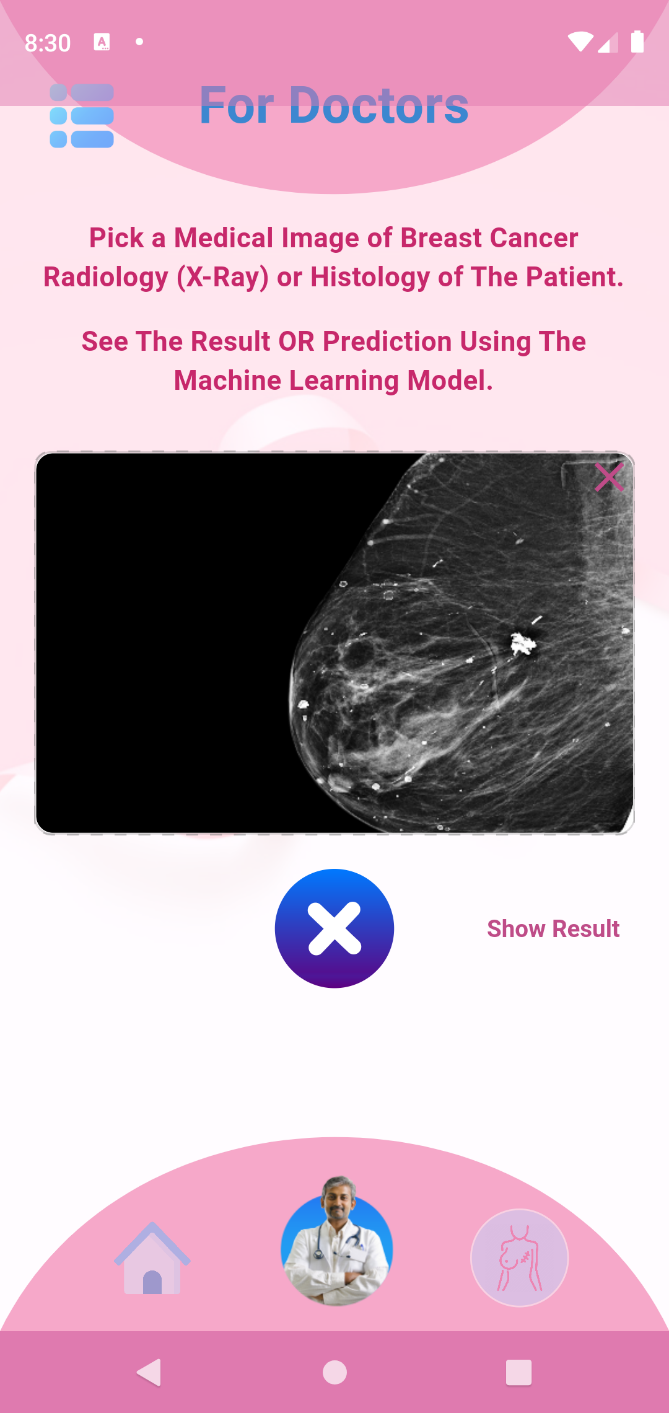 8:30
A
For Doctors
Pick a Medical Image of Breast Cancer
Radiology (X-Ray) or Histology of The Patient.
See The Result OR Prediction Using The
Machine Learning Model.
Show Result